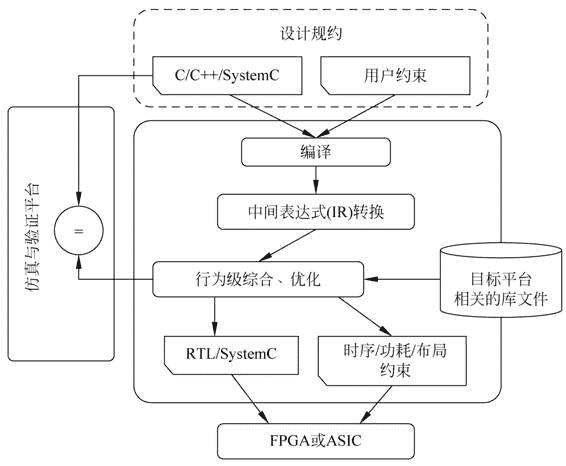 设计规约
C/C++/SystemC
用户约束
编译
中间表达式(IR)转换
仿真与验证平台
=
行为级综合、优化
目标平台
相关的库文件
RTL/SystemC
时序/功耗/布局
约束
FPGA或ASIC